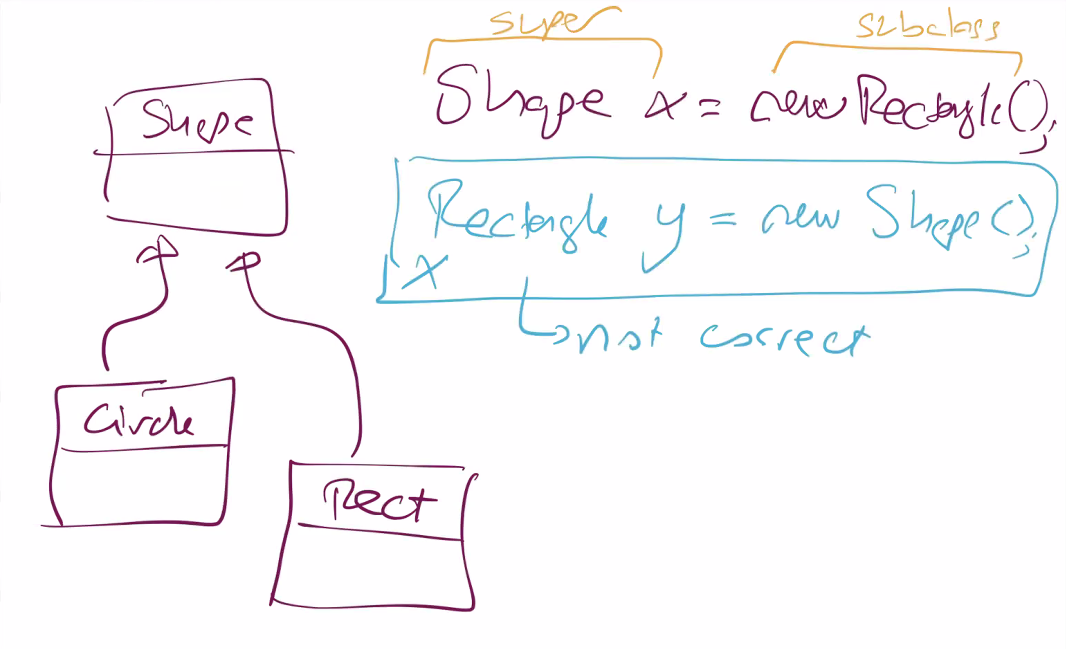 super subclass
Shape x = new Rectangle();
Rectangle y = new Shape();
x
not correct
Shape
Circle
Rect